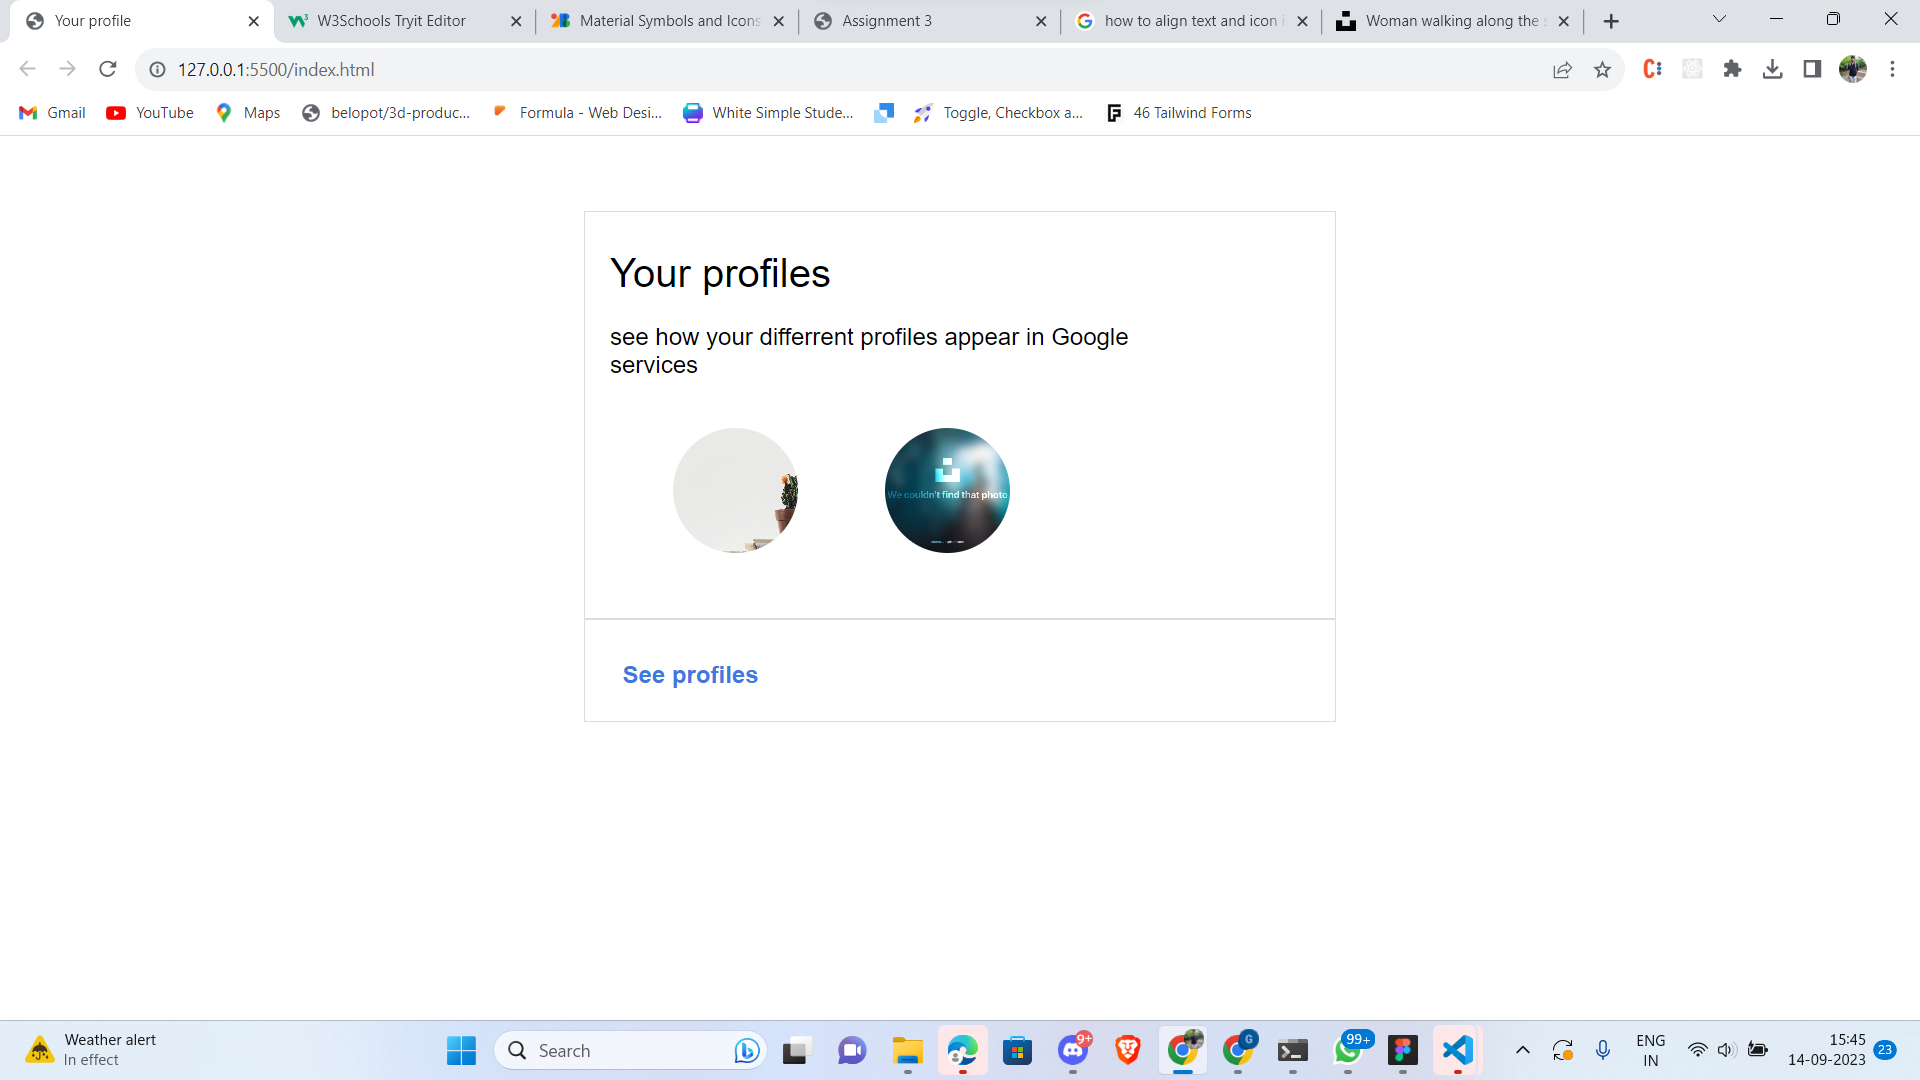 Your profile
W3Schools Tryit Editor
Material Symbols and Icons
Assignment 3
how to align text and icon i
Woman walking along the s
127.0.0.1:5500/index.html
Gmail
YouTube
Maps
belopot/3d-produc...
Formula - Web Desi...
White Simple Stude...
Toggle, Checkbox a...
46 Tailwind Forms
Your profiles
see how your differrent profiles appear in Google
services
We couldn't find that photo
See profiles
Weather alert
In effect
Search
9+
G
99+
ENG
IN
15:45
14-09-2023
23